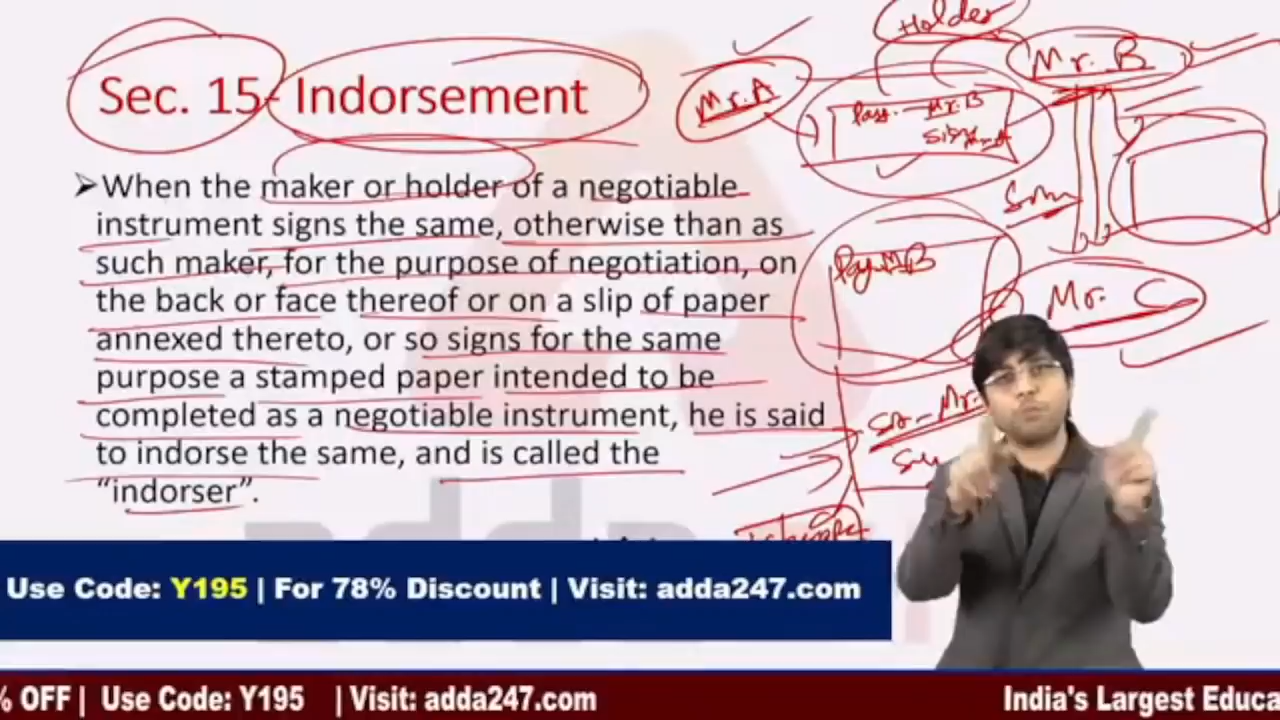 Sec. 15- Indorsement
➤When the maker or holder of a negotiable
instrument signs the same, otherwise than as
such maker, for the purpose of negotiation, on
the back or face thereof or on a slip of paper
annexed thereto, or so signs for the same
purpose a stamped paper intended to be
completed as a negotiable instrument, he is said
to indorse the same, and is called the
“indorser”.
Holder
Mr. A
Mr. B
Mr. B
Pay
Mr. C
Mr.
Use Code: Y195 | For 78% Discount | Visit: adda247.com
% OFF | Use Code: Y195 | Visit: adda247.com
India's Largest Educa